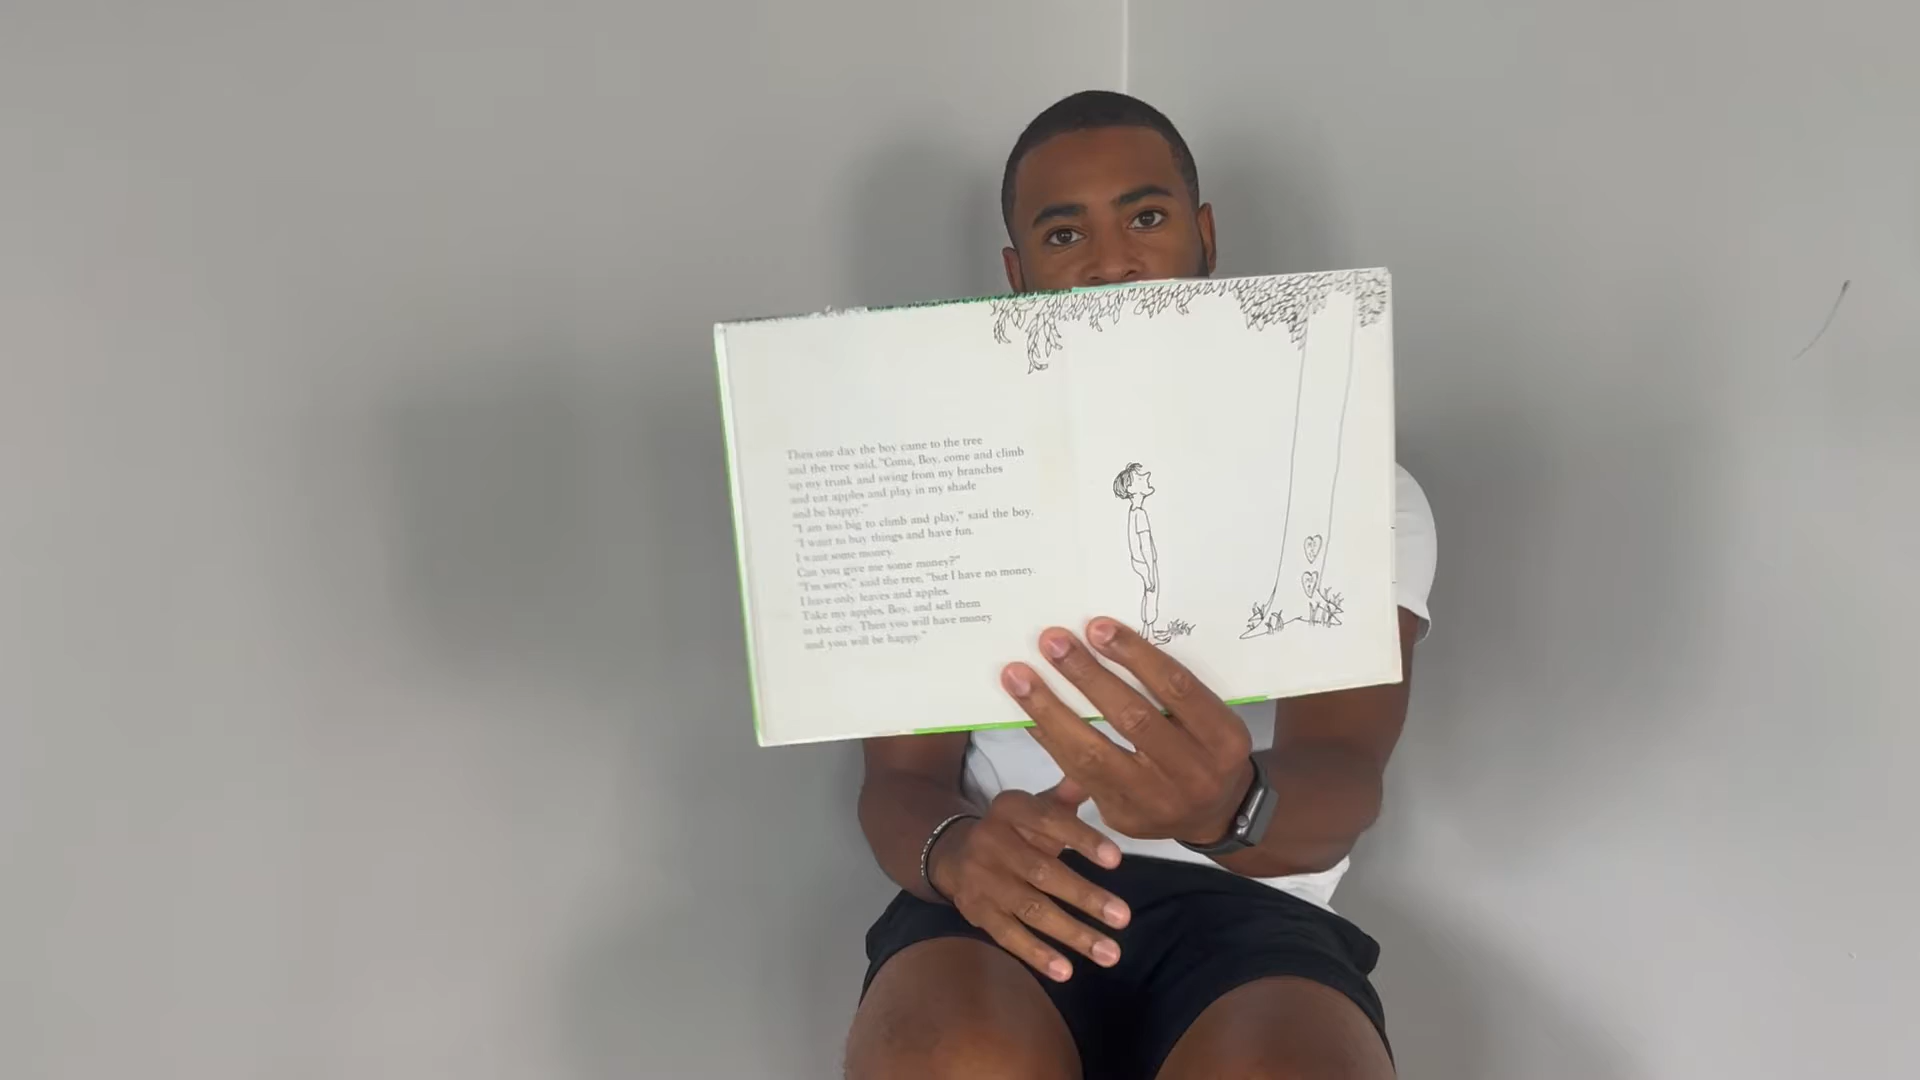 Then one day the boy came to the tree
and the tree said, "Come, Boy, come and climb
up my trunk and swing from my branches
and eat apples and play in my shade
and be happy."
"I am too big to climb and play," said the boy.
"I want to buy things and have fun.
I want some money.
Can you give me some money?"
"I'm sorry," said the tree, "but I have no money.
I have only leaves and apples.
Take my apples, Boy, and sell them
in the city. Then you will have money
and you will be happy."